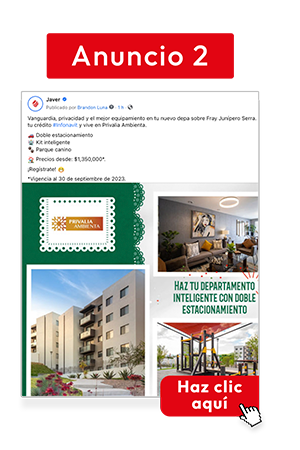 Anuncio 2
Javer
Publicado por Brandon Luna · 1 h ·
Vanguardia, privacidad y el mejor equipamiento en tu nuevo depa sobre Fray Junípero Serra.
tu crédito #Infonavit y vive en Privalia Ambienta.
Doble estacionamiento
Kit inteligente
Parque canino
Precios desde: $1,350,000*.
¡Regístrate!
*Vigencia al 30 de septiembre de 2023.
PRIVALIA
AMBIENTA
HAZ TU DEPARTAMENTO
INTELIGENTE CON DOBLE
ESTACIONAMIENTO
Haz clic
aquí